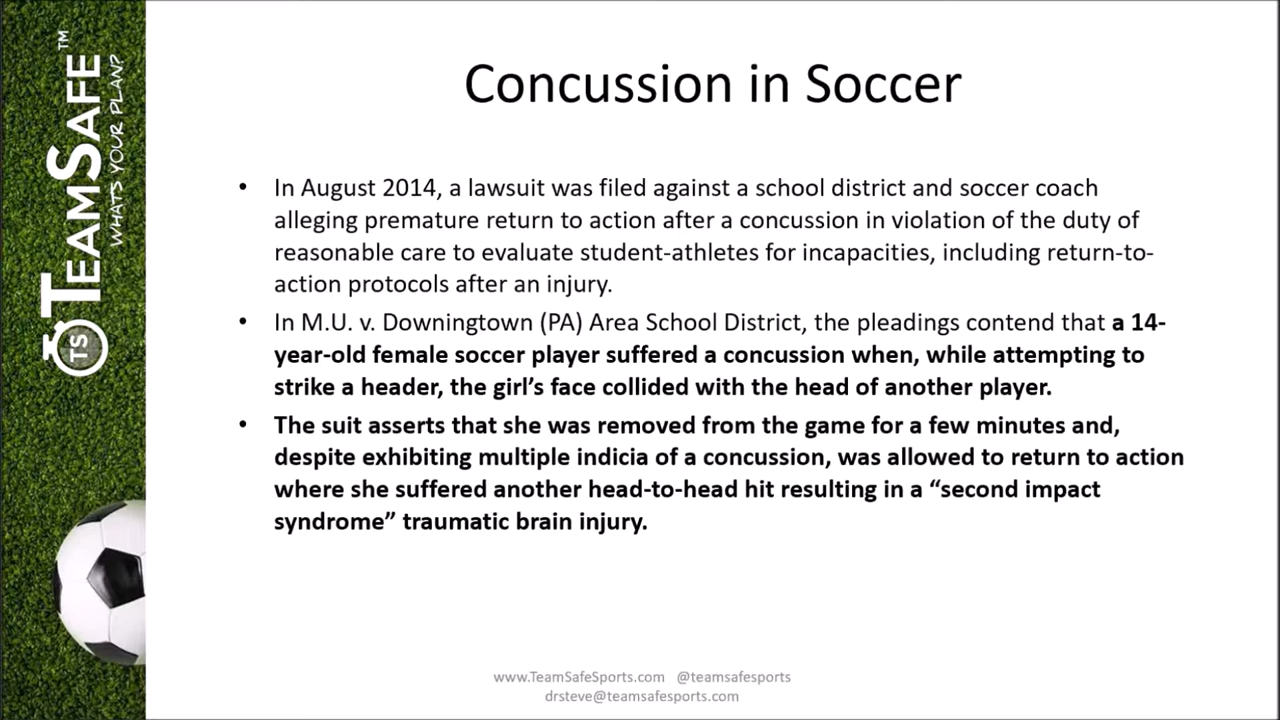 TEAMSAFE™
WHATS YOUR PLAN?
TS
Concussion in Soccer
• In August 2014, a lawsuit was filed against a school district and soccer coach
alleging premature return to action after a concussion in violation of the duty of
reasonable care to evaluate student-athletes for incapacities, including return-to-
action protocols after an injury.
• In M.U. v. Downingtown (PA) Area School District, the pleadings contend that a 14-
year-old female soccer player suffered a concussion when, while attempting to
strike a header, the girl’s face collided with the head of another player.
• The suit asserts that she was removed from the game for a few minutes and,
despite exhibiting multiple indicia of a concussion, was allowed to return to action
where she suffered another head-to-head hit resulting in a “second impact
syndrome” traumatic brain injury.
www.TeamSafeSports.com @teamsafesports
drsteve@teamsafesports.com